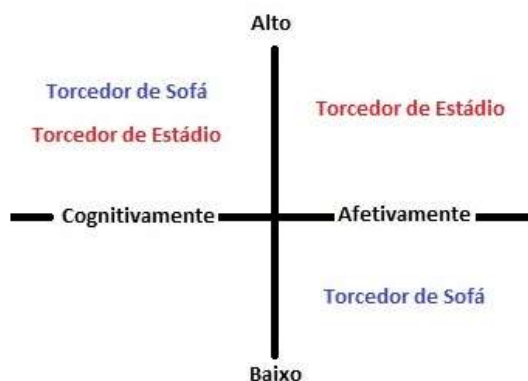 Alto
Torcedor de Sofá
Torcedor de Estádio
Torcedor de Estádio
Cognitivamente
Afetivamente
Torcedor de Sofá
Baixo